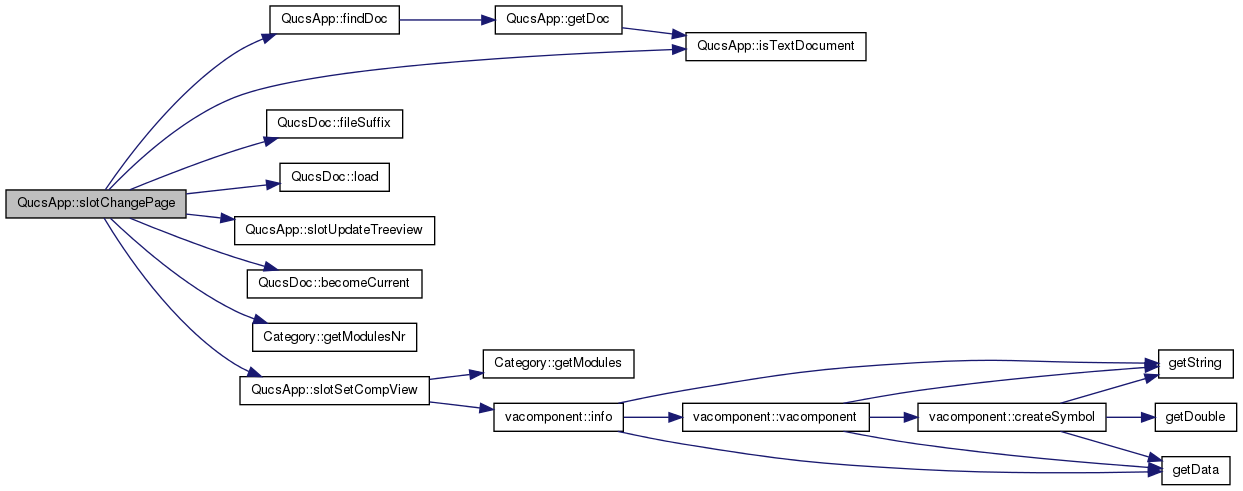 QucsApp::findDoc
QucsApp::getDoc
QucsApp::isTextDocument
QucsDoc::fileSuffix
QucsDoc::load
QucsApp::slotChangePage
QucsApp::slotUpdateTreeview
QucsDoc::becomeCurrent
Category::getModulesNr
QucsApp::slotSetCompView
Category::getModules
vacomponent::info
vacomponent::vacomponent
vacomponent::createSymbol
getString
getDouble
getData